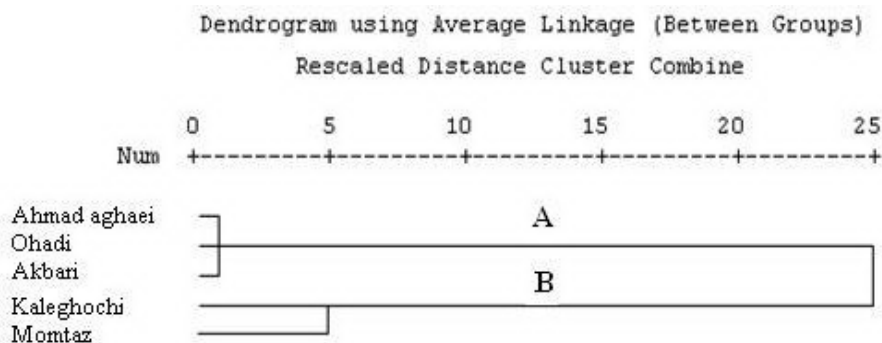 Dendrogram using Average Linkage (Between Groups)
Rescaled Distance Cluster Combine
0 5 10 15 20 25
Num +---------+---------+---------+---------+---------+
Ahmad aghaei
A
Ohadi
Akbari
B
Kaleghochi
Momtaz